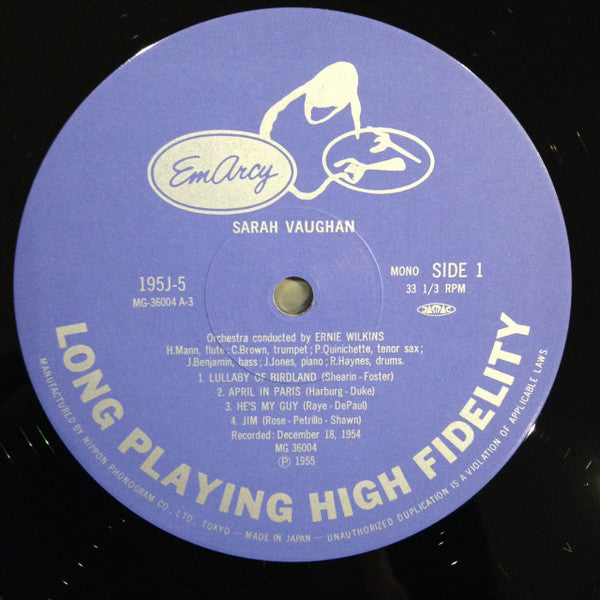 EmArcy
SARAH VAUGHAN
195J-5
MG-36004 A-3
MONO SIDE 1
33 1/3 RPM
JASRAC
Orchestra conducted by ERNIE WILKINS
H.Mann, flute ; C.Brown, trumpet ; P.Quinichette, tenor sax ;
J.Benjamin, bass ; J.Jones, piano ; R.Haynes, drums.
1. LULLABY OF BIRDLAND (Shearin - Foster)
2. APRIL IN PARIS (Harburg - Duke)
3. HE'S MY GUY (Raye - DePaul)
4. JIM (Rose - Petrillo - Shawn)
Recorded : December 18, 1954
MG 36004
Ⓟ 1955
LONG PLAYING HIGH FIDELITY
MANUFACTURED BY NIPPON PHONOGRAM CO., LTD., TOKYO — MADE IN JAPAN — UNAUTHORIZED DUPLICATION IS A VIOLATION OF APPLICABLE LAWS.